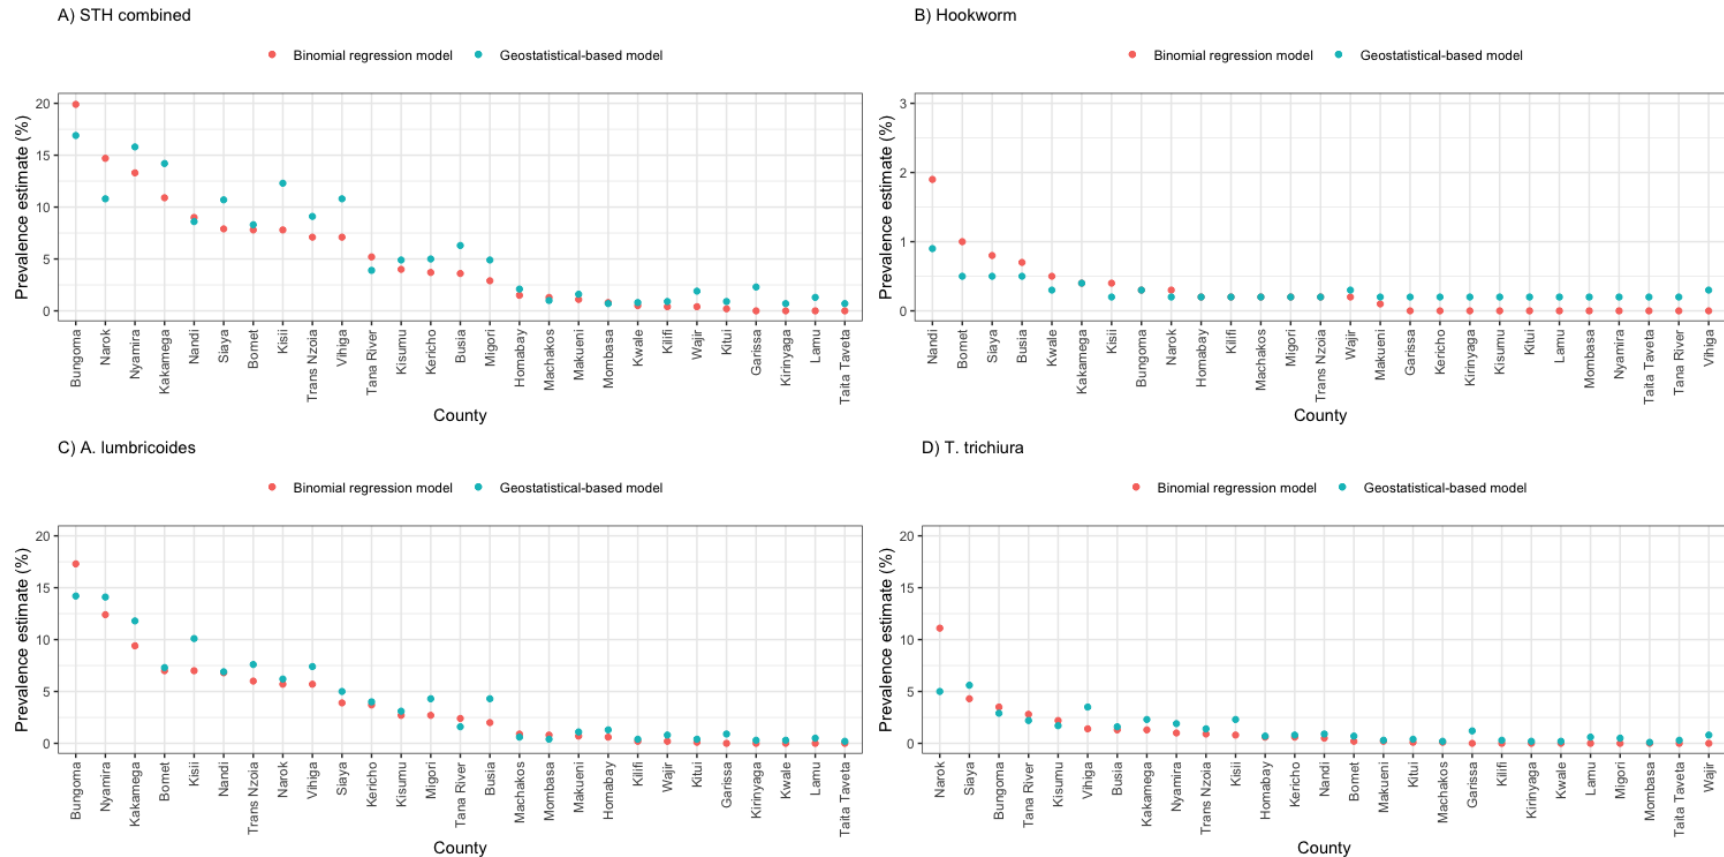 A) STH combined
Binomial regression model Geostatistical-based model
Prevalence estimate (%)
20
15
10
5
0
Bungoma Narok Nyamira Kakamega Nandi Siaya Bomet Kisii Trans Nzoia Vihiga Tana River Kisumu Kericho Busia Migori Homabay Machakos Makueni Mombasa Kwale Kilifi Wajir Kitui Garissa Kirinyaga Lamu Taita Taveta
County
B) Hookworm
Binomial regression model Geostatistical-based model
Prevalence estimate (%)
3
2
1
0
Nandi Bomet Siaya Busia Kwale Kakamega Kisii Bungoma Narok Homabay Kilifi Machakos Migori Trans Nzoia Wajir Makueni Garissa Kericho Kirinyaga Kisumu Kitui Lamu Mombasa Nyamira Taita Taveta Tana River Vihiga
County
C) A. lumbricoides
Binomial regression model Geostatistical-based model
Prevalence estimate (%)
20
15
10
5
0
Bungoma Nyamira Kakamega Bomet Kisii Nandi Trans Nzoia Narok Vihiga Siaya Kericho Kisumu Migori Tana River Busia Machakos Mombasa Makueni Homabay Kilifi Wajir Kitui Garissa Kirinyaga Kwale Lamu Taita Taveta
County
D) T. trichiura
Binomial regression model Geostatistical-based model
Prevalence estimate (%)
20
15
10
5
0
Narok Siaya Bungoma Tana River Kisumu Vihiga Busia Kakamega Nyamira Trans Nzoia Kisii Homabay Kericho Nandi Bomet Makueni Kitui Machakos Garissa Kilifi Kirinyaga Kwale Lamu Migori Mombasa Taita Taveta Wajir
County